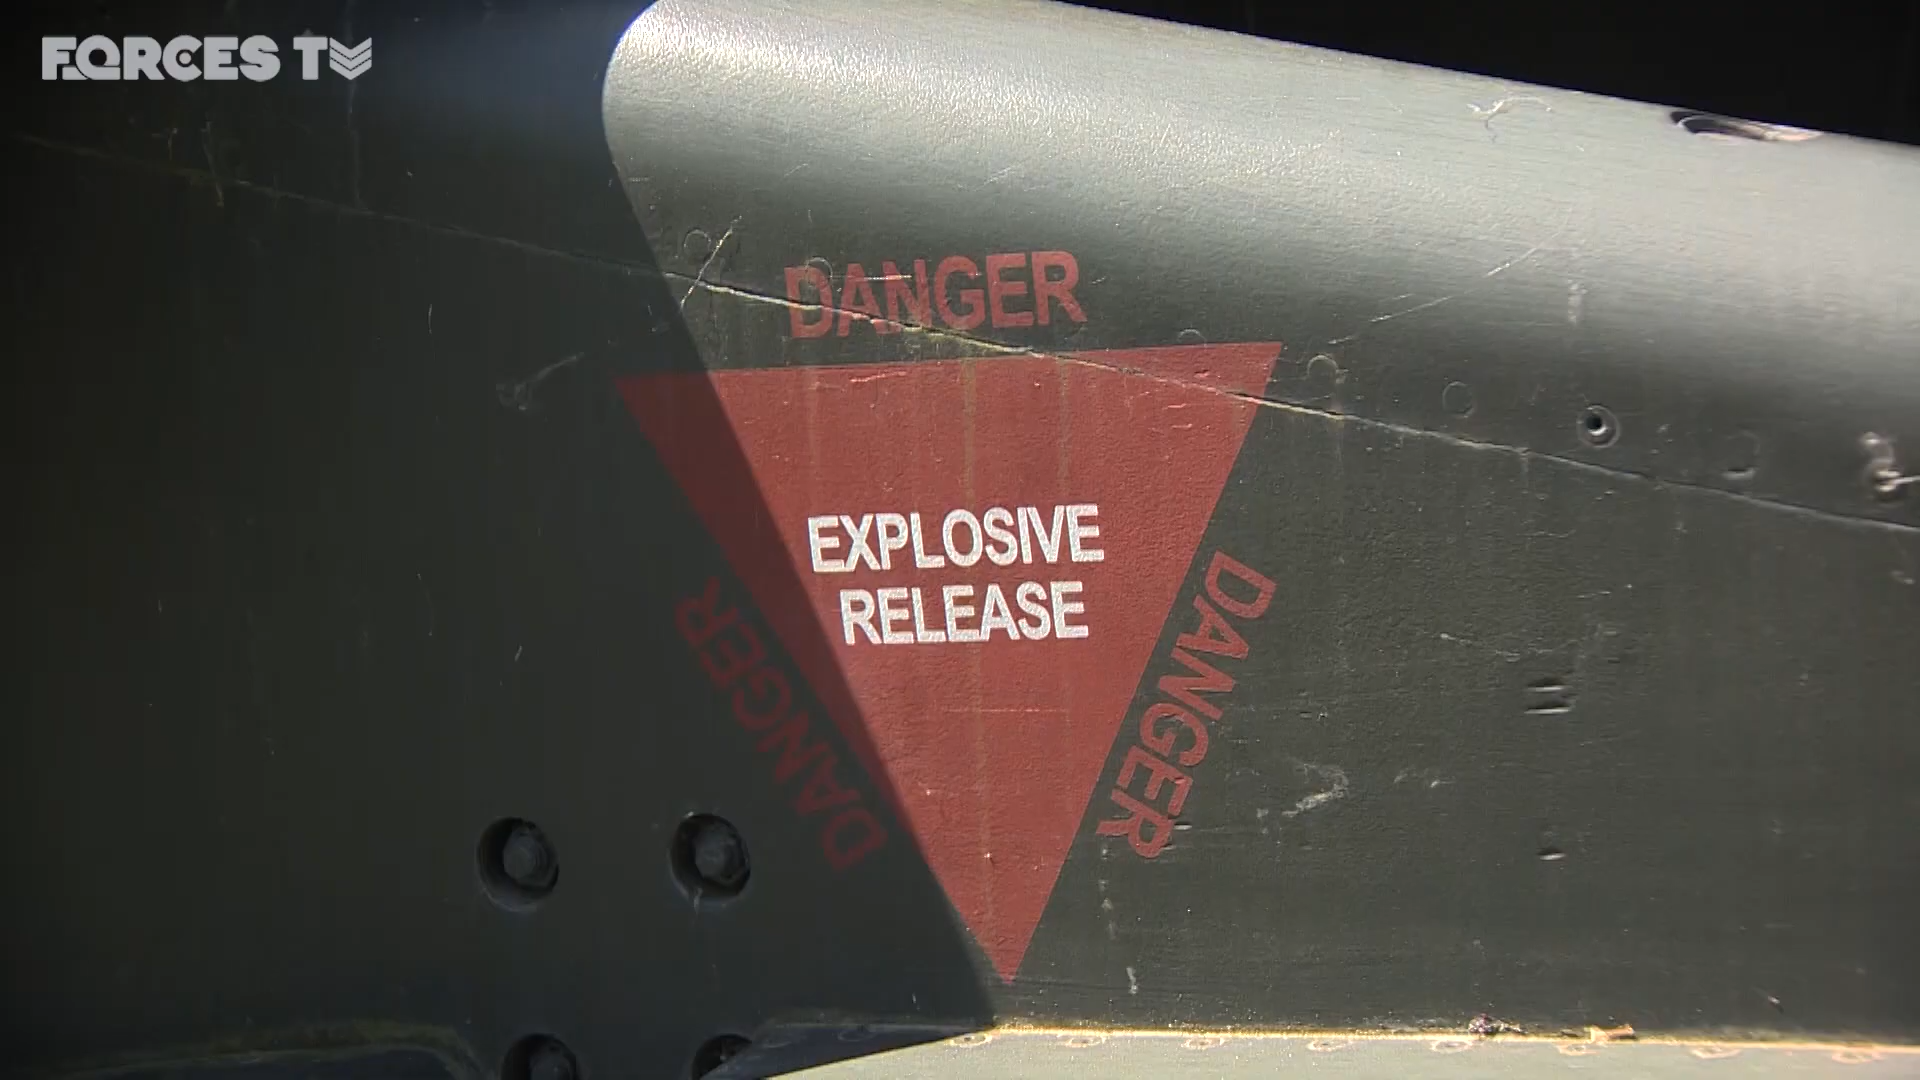 FORCES TV
DANGER
EXPLOSIVE
RELEASE
DANGER
DANGER